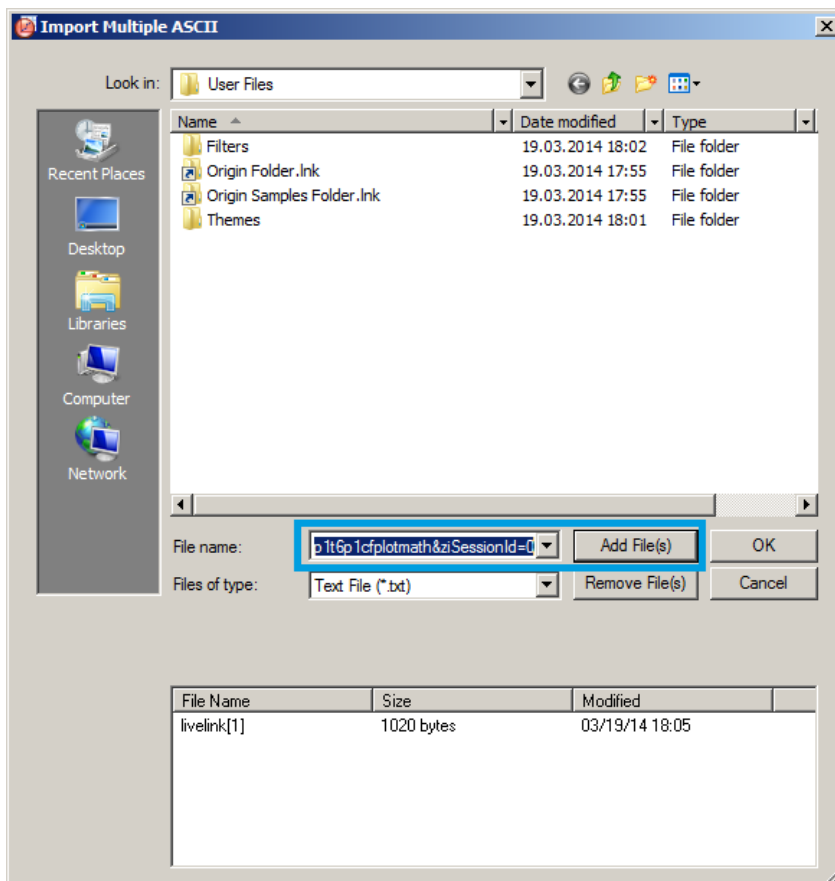 Import Multiple ASCII
Look in: User Files
Name Date modified Type
Filters 19.03.2014 18:02 File folder
Origin Folder.lnk 19.03.2014 17:55 File folder
Origin Samples Folder.lnk 19.03.2014 17:55 File folder
Themes 19.03.2014 18:01 File folder
Recent Places
Desktop
Libraries
Computer
Network
File name: p1t6p1cfplotmath&ziSessionId=0 Add File(s) OK
Files of type: Text File (*.txt) Remove File(s) Cancel
File Name Size Modified
livelink[1] 1020 bytes 03/19/14 18:05